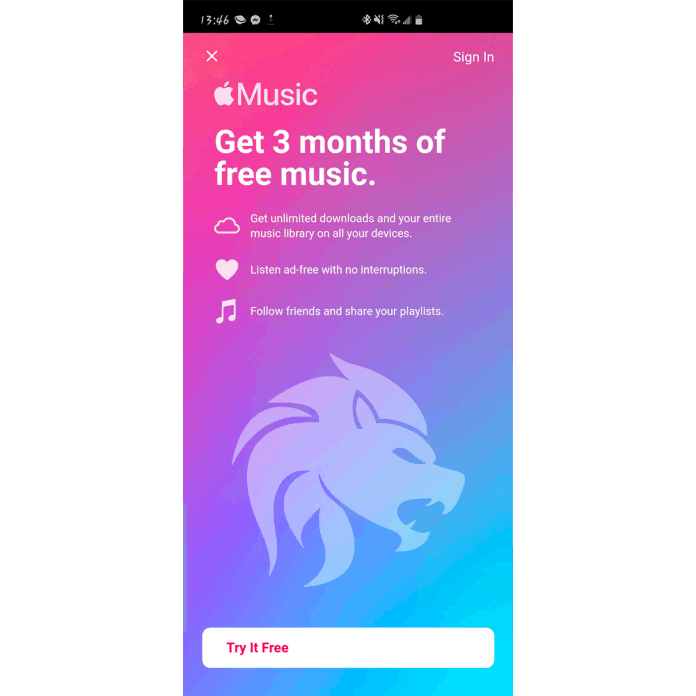 13:46
Sign In
Music
Get 3 months of
free music.
Get unlimited downloads and your entire
music library on all your devices.
Listen ad-free with no interruptions.
Follow friends and share your playlists.
Try It Free